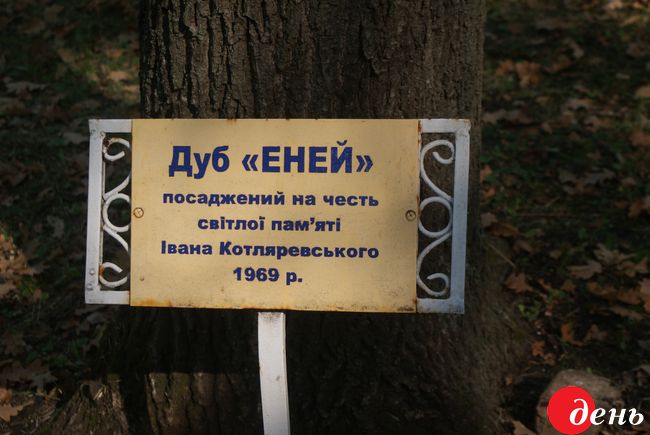 Дуб «ЕНЕЙ»
посаджений на честь
світлої пам’яті
Івана Котляревського
1969 р.
день